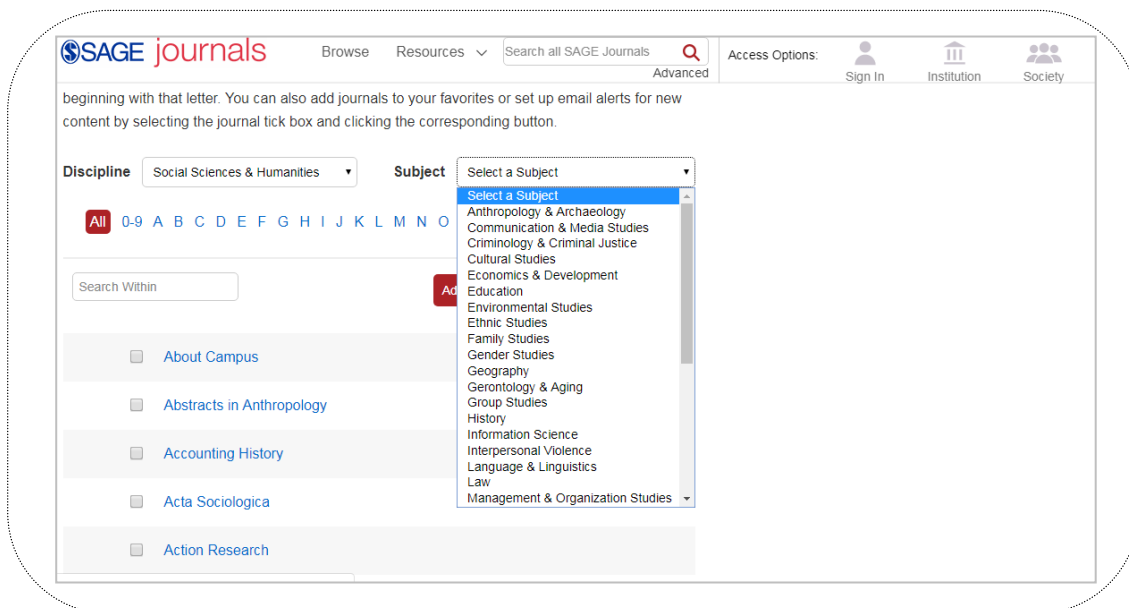 SAGE journals
Browse Resources Search all SAGE Journals
Advanced
Access Options:
Sign In Institution Society
beginning with that letter. You can also add journals to your favorites or set up email alerts for new
content by selecting the journal tick box and clicking the corresponding button.
Discipline Social Sciences & Humanities Subject Select a Subject
All 0-9 A B C D E F G H I J K L M N O
Search Within
Select a Subject
Anthropology & Archaeology
Communication & Media Studies
Criminology & Criminal Justice
Cultural Studies
Economics & Development
Education
Environmental Studies
Ethnic Studies
Family Studies
Gender Studies
Geography
Gerontology & Aging
Group Studies
History
Information Science
Interpersonal Violence
Language & Linguistics
Law
Management & Organization Studies
About Campus
Abstracts in Anthropology
Accounting History
Acta Sociologica
Action Research